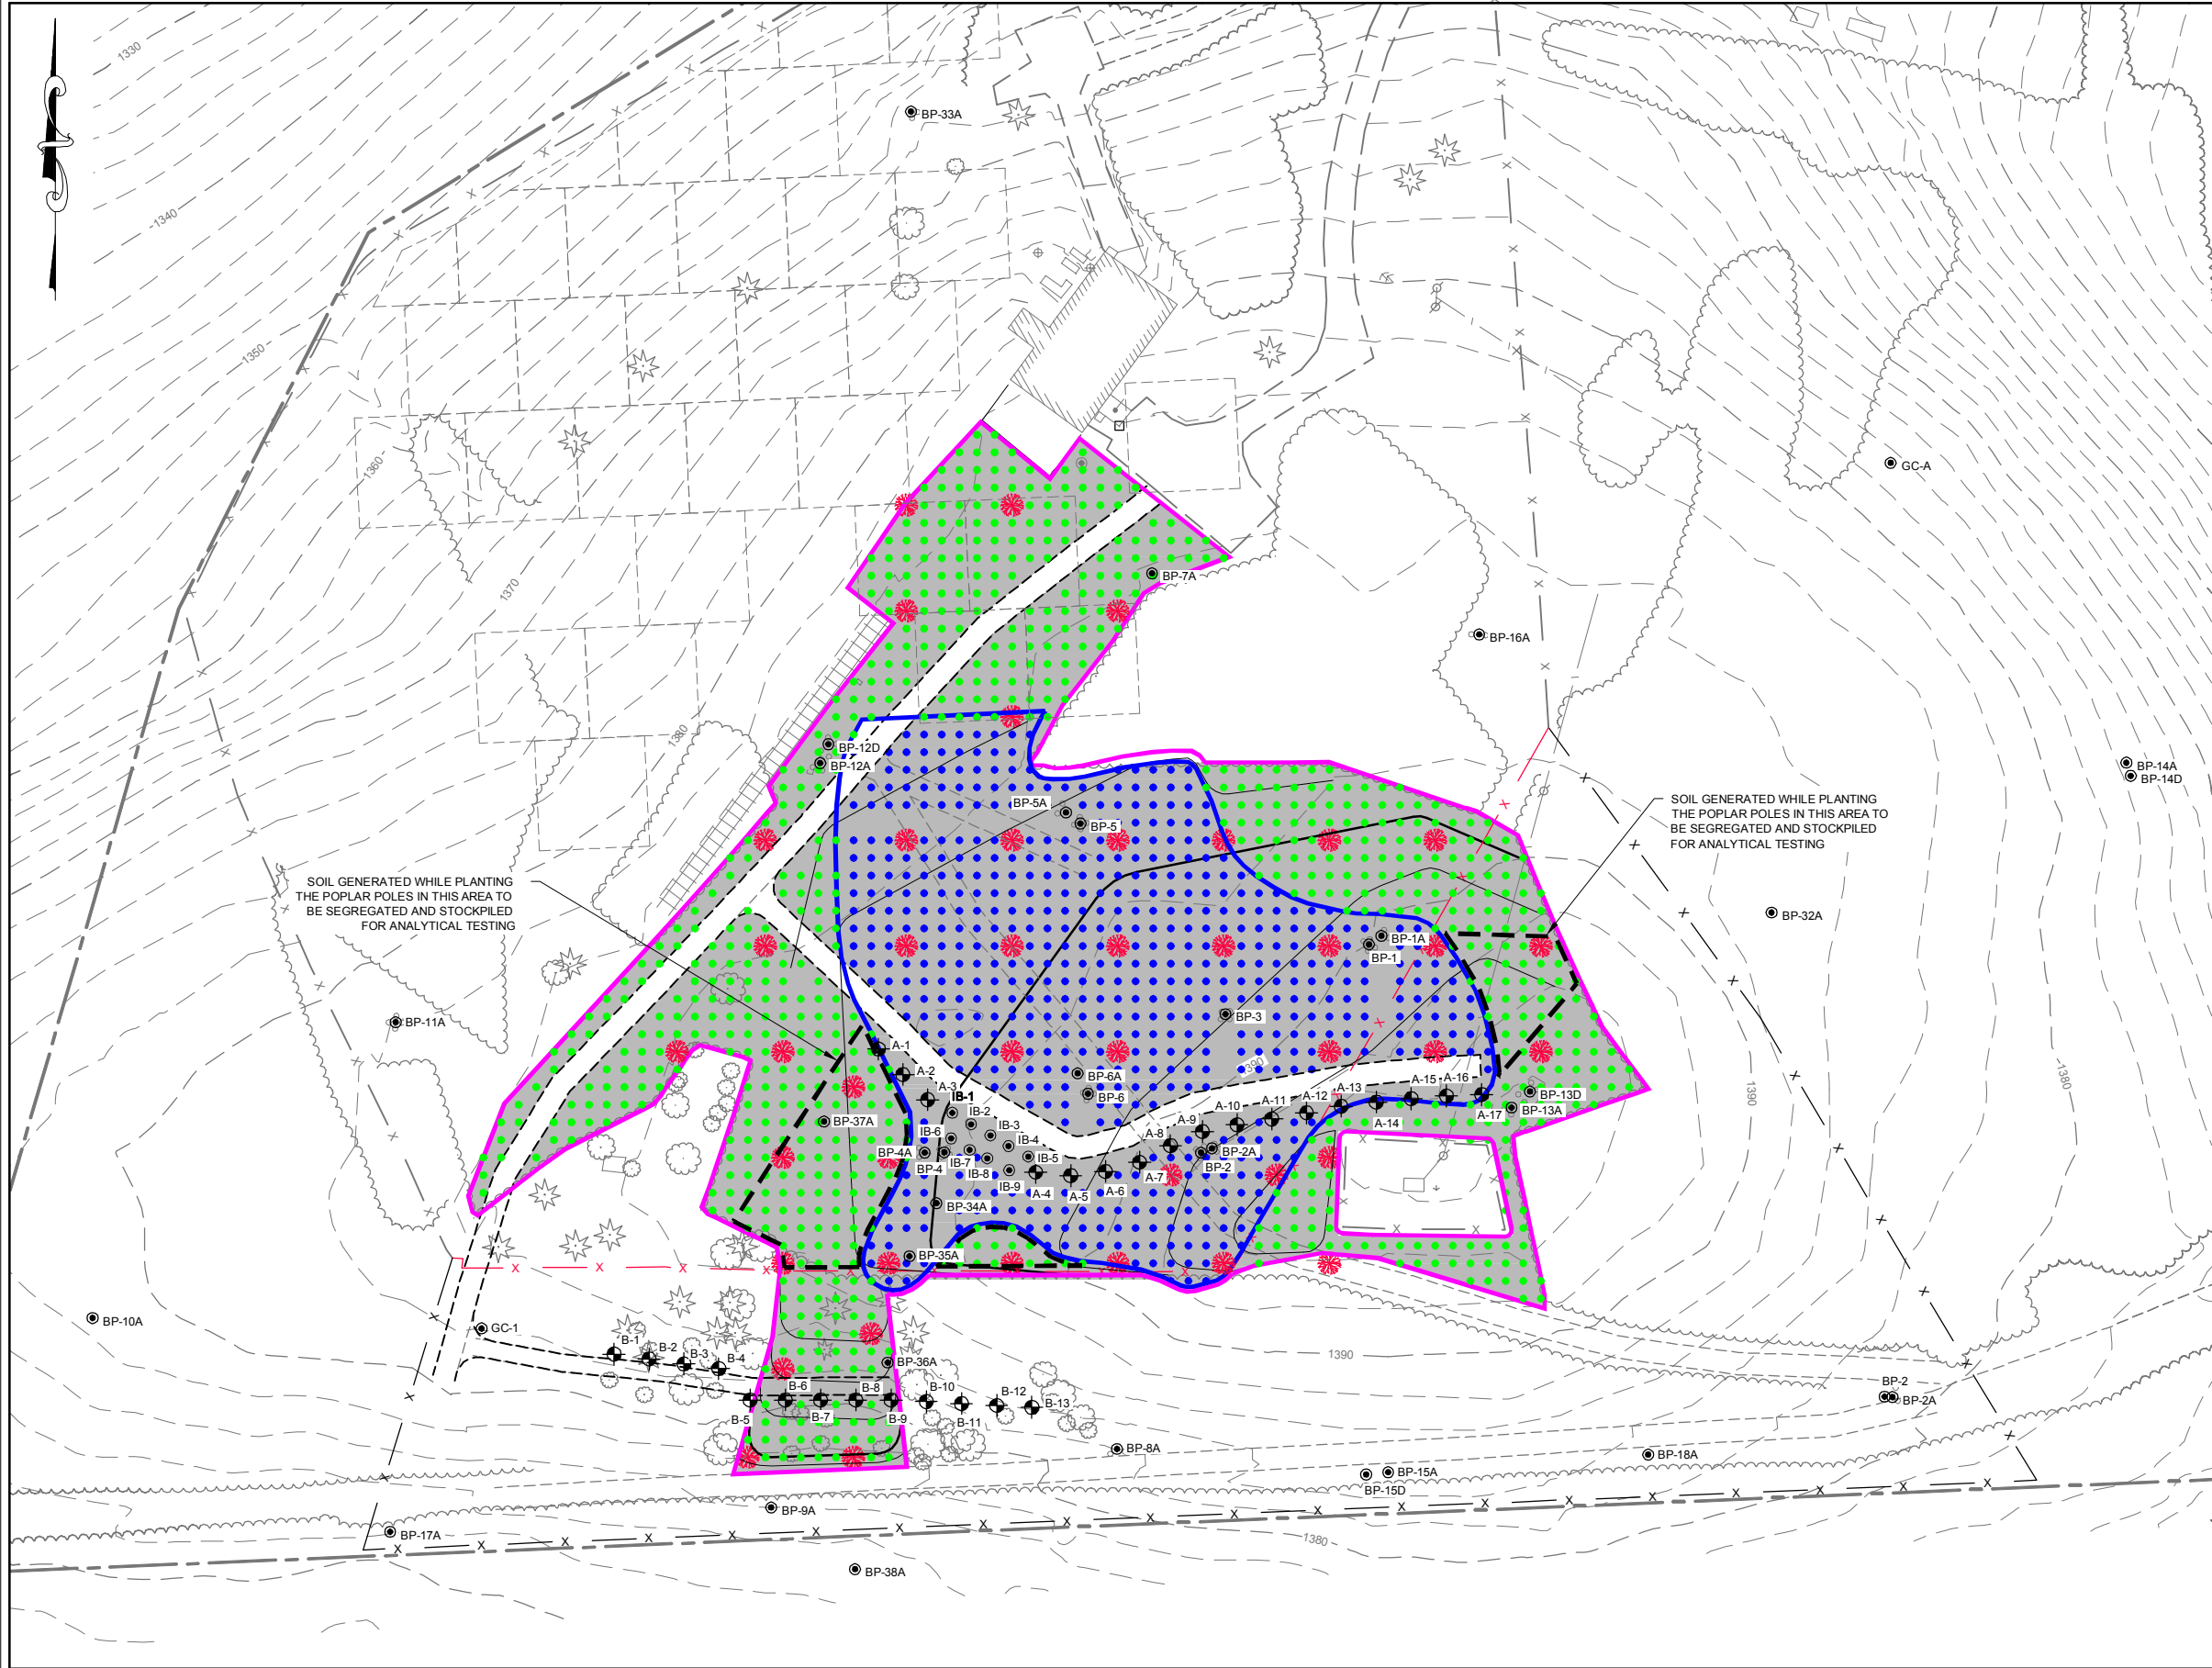 1330
BP-33A
1340
1350
1360
GC-A
1370
BP-7A
BP-16A
1380
BP-12D
BP-12A
BP-14A
BP-14D
BP-5A
BP-5
SOIL GENERATED WHILE PLANTING
THE POPLAR POLES IN THIS AREA TO
BE SEGREGATED AND STOCKPILED
FOR ANALYTICAL TESTING
SOIL GENERATED WHILE PLANTING
THE POPLAR POLES IN THIS AREA TO
BE SEGREGATED AND STOCKPILED
FOR ANALYTICAL TESTING
BP-32A
BP-1A
BP-1
BP-11A
BP-3
A-1
1390
A-2
BP-6A
A-3
BP-6
IB-1
IB-2
IB-3
IB-4
IB-5
IB-6
IB-7
IB-8
IB-9
BP-4A
BP-4
A-4
A-5
A-6
A-7
A-8
A-9
A-10
A-11
A-12
A-13
A-14
A-15
A-16
A-17
BP-13D
BP-13A
BP-2A
BP-2
BP-37A
BP-34A
BP-35A
1390
1380
BP-10A
GC-1
B-1
B-2
B-3
B-4
B-5
B-6
B-7
B-8
B-9
B-10
B-11
B-12
B-13
BP-36A
1390
BP-2
BP-2A
BP-8A
BP-18A
BP-15A
BP-15D
BP-9A
BP-17A
1380
BP-38A